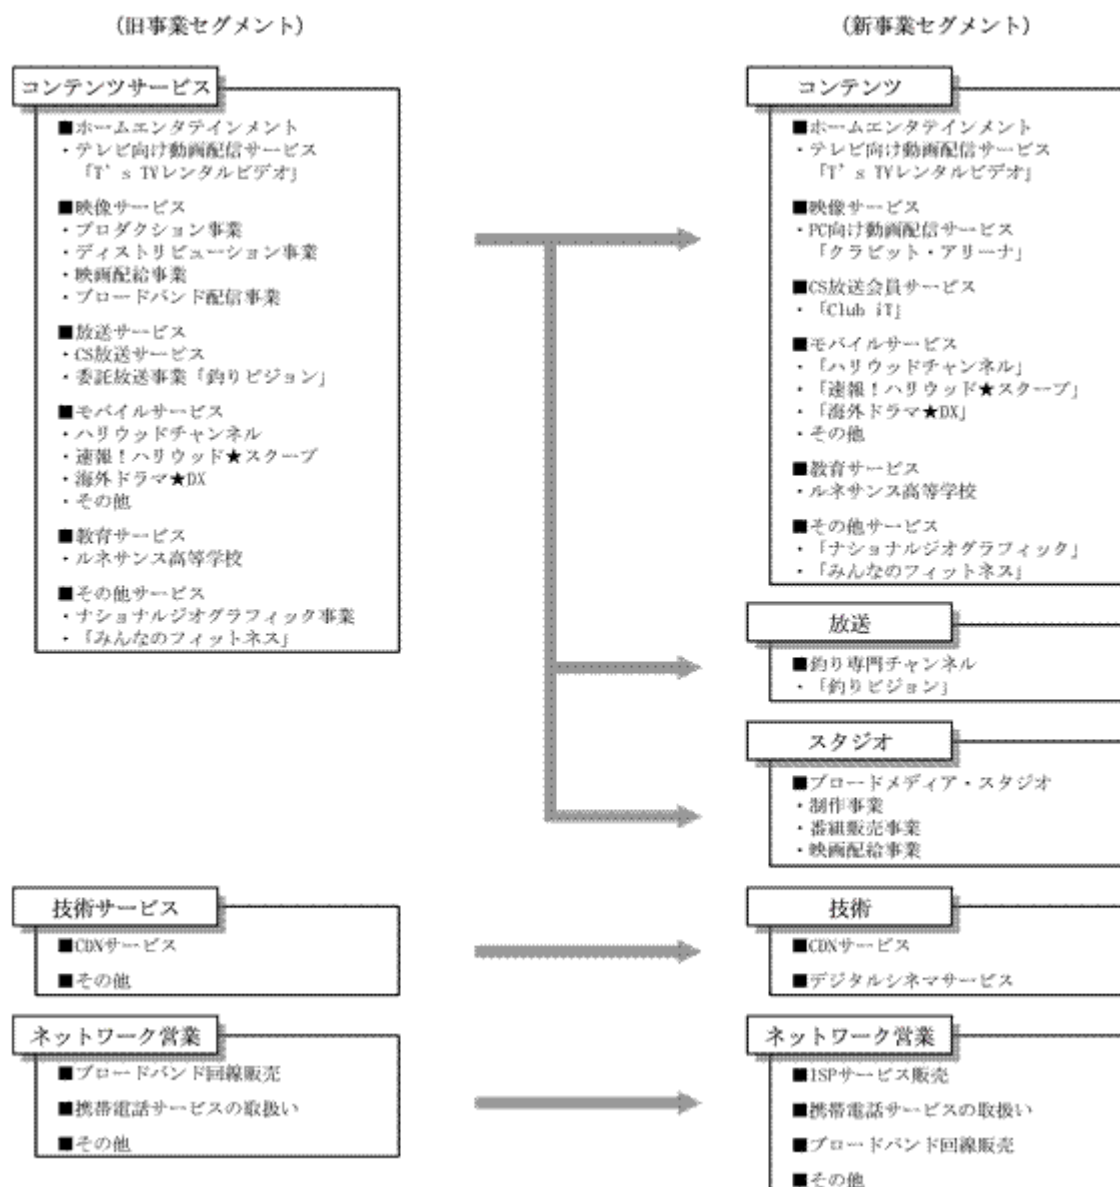 (旧事業セグメント)
コンテンツサービス
■ホームエンタテインメント
・テレビ向け動画配信サービス
「T's TVレンタルビデオ」
■映像サービス
・プロダクション事業
・ディストリビューション事業
・映画配給事業
・ブロードバンド配信事業
■放送サービス
・CS放送サービス
・委託放送事業「釣りビジョン」
■モバイルサービス
・ハリウッドチャンネル
・速報!ハリウッド★スクープ
・海外ドラマ★DX
・その他
■教育サービス
・ルネサンス高等学校
■その他サービス
・ナショナルジオグラフィック事業
・「みんなのフィットネス」
技術サービス
■CDNサービス
■その他
ネットワーク営業
■ブロードバンド回線販売
■携帯電話サービスの取扱い
■その他
(新事業セグメント)
コンテンツ
■ホームエンタテインメント
・テレビ向け動画配信サービス
「T's TVレンタルビデオ」
■映像サービス
・PC向け動画配信サービス
「クラビット・アリーナ」
■CS放送会員サービス
・「Club iT」
■モバイルサービス
・「ハリウッドチャンネル」
・「速報!ハリウッド★スクープ」
・「海外ドラマ★DX」
・その他
■教育サービス
・ルネサンス高等学校
■その他サービス
・「ナショナルジオグラフィック」
・「みんなのフィットネス」
放送
■釣り専門チャンネル
・「釣りビジョン」
スタジオ
■ブロードメディア・スタジオ
・制作事業
・番組販売事業
・映画配給事業
技術
■CDNサービス
■デジタルシネマサービス
ネットワーク営業
■ISPサービス販売
■携帯電話サービスの取扱い
■ブロードバンド回線販売
■その他